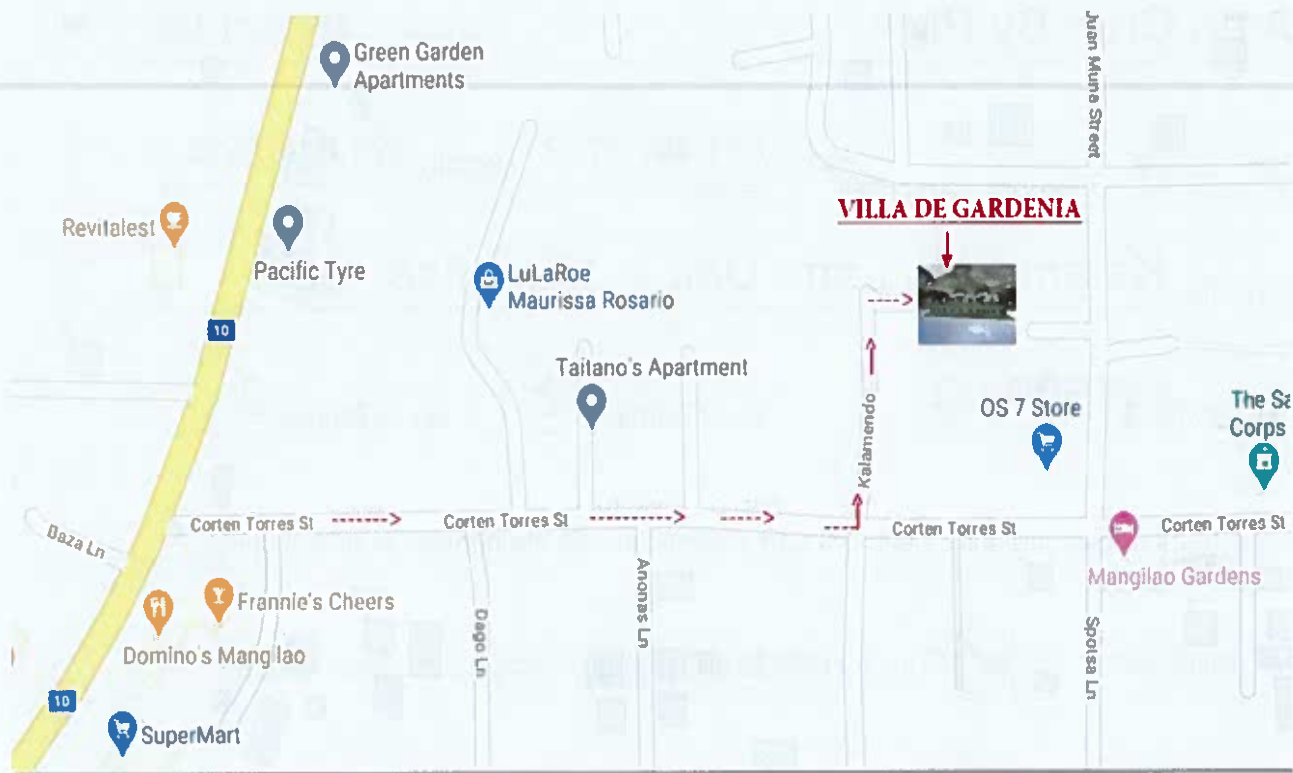 Green Garden
Apartments
Juan Muna Street
Revitalest
Pacific Tyre
VILLA DE GARDENIA
LuLaRoe
Maurissa Rosario
10
Taitano's Apartment
Kalamendo
OS 7 Store
The Sa
Corps
Corten Torres St
Corten Torres St
Corten Torres St
Corten Torres St
Daza Ln
Mangilao Gardens
Frannie's Cheers
Anonas Ln
Dago Ln
Spotsa Ln
Domino's Mangilao
10
SuperMart